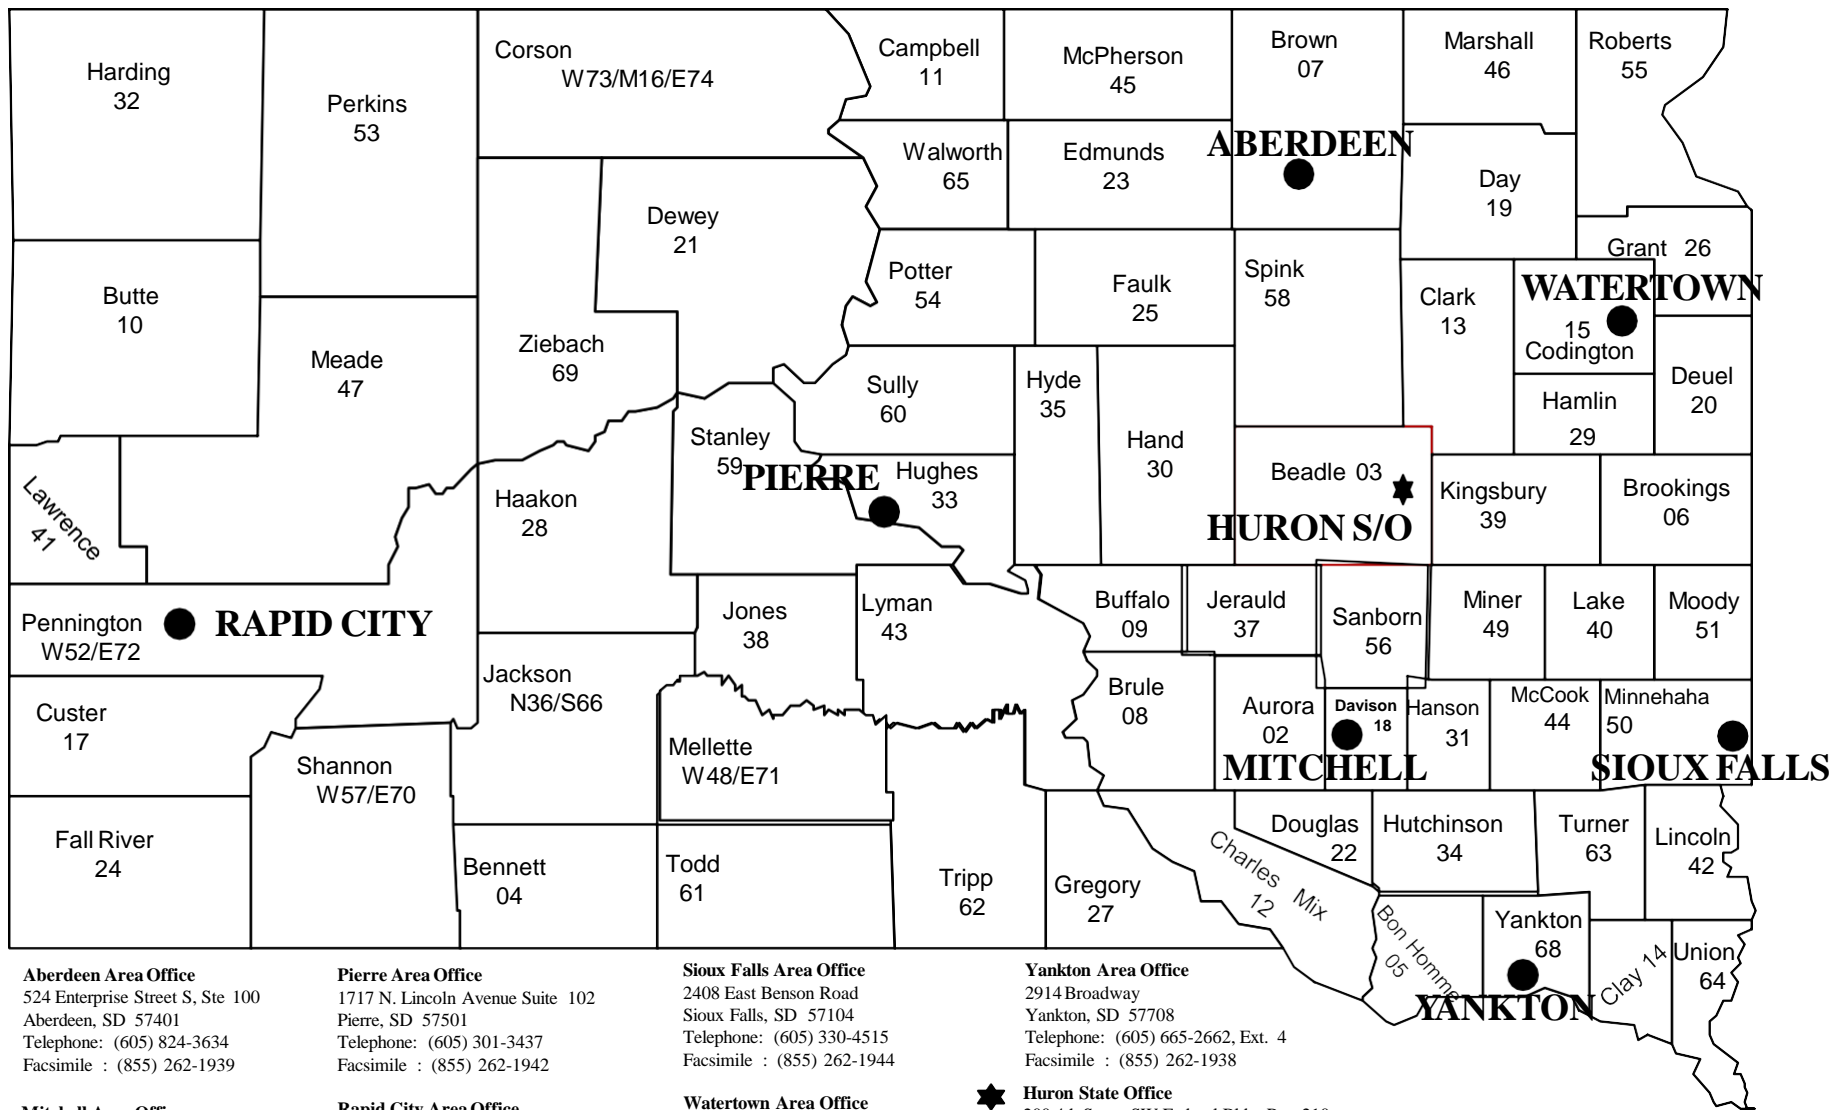 Harding
32
Perkins
53
Corson
W73/M16/E74
Campbell
11
McPherson
45
Brown
07
Marshall
46
Roberts
55
Walworth
65
Edmunds
23
ABERDEEN
Day
19
Dewey
21
Butte
10
Meade
47
Ziebach
69
Potter
54
Faulk
25
Spink
58
Clark
13
Grant 26
WATERTOWN
15
Codington
Deuel
20
Hamlin
29
Sully
60
Hyde
35
Hand
30
Stanley
59
PIERRE
Hughes
33
Beadle 03
HURON S/O
Kingsbury
39
Brookings
06
Lawrence
41
Haakon
28
Pennington
W52/E72
RAPID CITY
Jones
38
Lyman
43
Buffalo
09
Jerauld
37
Sanborn
56
Miner
49
Lake
40
Moody
51
Custer
17
Jackson
N36/S66
Mellette
W48/E71
Brule
08
Aurora
02
Davison
18
MITCHELL
Hanson
31
McCook
44
Minnehaha
50
SIOUX FALLS
Shannon
W57/E70
Fall River
24
Bennett
04
Todd
61
Tripp
62
Gregory
27
Charles Mix
12
Douglas
22
Hutchinson
34
Turner
63
Lincoln
42
Bon Homme
05
Yankton
68
YANKTON
Clay 14
Union
64
Aberdeen Area Office
524 Enterprise Street S, Ste 100
Aberdeen, SD 57401
Telephone: (605) 824-3634
Facsimile : (855) 262-1939
Pierre Area Office
1717 N. Lincoln Avenue Suite 102
Pierre, SD 57501
Telephone: (605) 301-3437
Facsimile : (855) 262-1942
Sioux Falls Area Office
2408 East Benson Road
Sioux Falls, SD 57104
Telephone: (605) 330-4515
Facsimile : (855) 262-1944
Yankton Area Office
2914 Broadway
Yankton, SD 57708
Telephone: (605) 665-2662, Ext. 4
Facsimile : (855) 262-1938
Rapid City Area Office
Watertown Area Office
Huron State Office